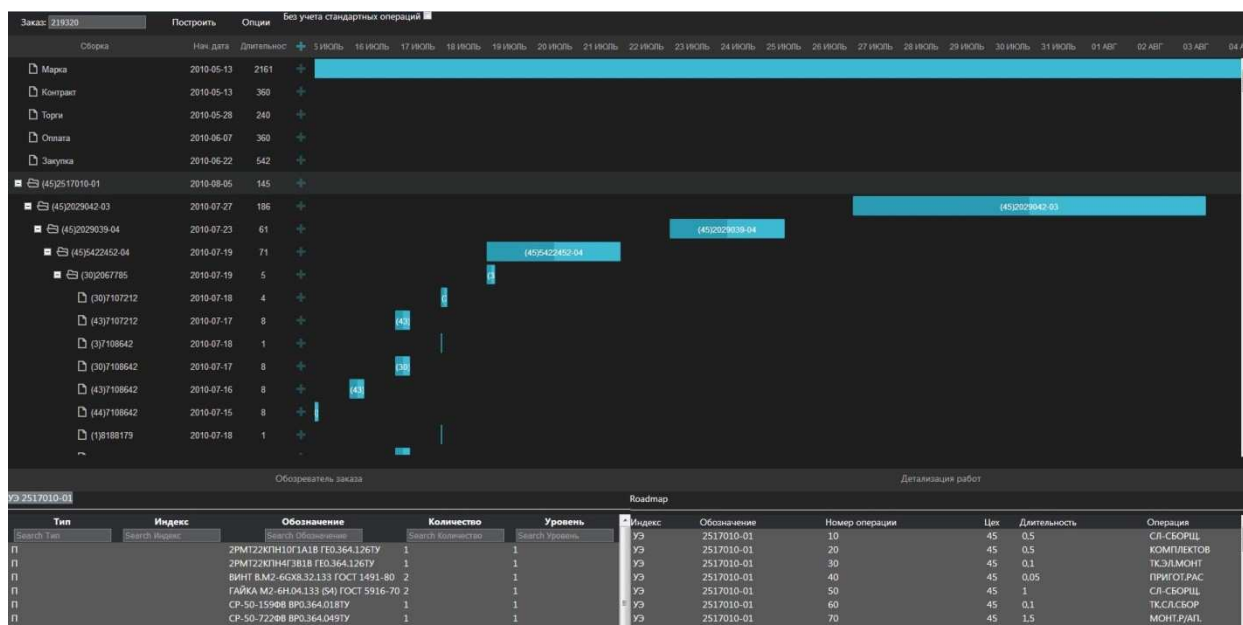 Заказ: 219320 Построить Опции Без учета стандартных операций
Сборка Нач. дата Длительнос 5 ИЮЛЬ 16 ИЮЛЬ 17 ИЮЛЬ 18 ИЮЛЬ 19 ИЮЛЬ 20 ИЮЛЬ 21 ИЮЛЬ 22 ИЮЛЬ 23 ИЮЛЬ 24 ИЮЛЬ 25 ИЮЛЬ 26 ИЮЛЬ 27 ИЮЛЬ 28 ИЮЛЬ 29 ИЮЛЬ 30 ИЮЛЬ 31 ИЮЛЬ 01 АВГ 02 АВГ 03 АВГ 04 А
Марка 2010-05-13 2161
Контракт 2010-05-13 360
Торги 2010-05-28 240
Оплата 2010-06-07 360
Закупка 2010-06-22 542
(45)2517010-01 2010-08-05 145
(45)2029042-03 2010-07-27 186 (45)2029042-03
(45)2029039-04 2010-07-23 61 (45)2029039-04
(45)5422452-04 2010-07-19 71 (45)5422452-04
(30)2067785 2010-07-19 5 (3
(30)7107212 2010-07-18 4 (
(43)7107212 2010-07-17 8 (43)
(3)7108642 2010-07-18 1
(30)7108642 2010-07-17 8 (30)
(43)7108642 2010-07-16 8 (43)
(44)7108642 2010-07-15 8
(1)8188179 2010-07-18 1
Обозреватель заказа Детализация работ
УЭ 2517010-01 Roadmap
Тип Индекс Обозначение Количество Уровень Индекс Обозначение Номер операции Цех Длительность Операция
Search Тип Search Индекс Search Обозначение Search Количество Search Уровень УЭ 2517010-01 10 45 0,5 СЛ-СБОРЩ.
П 2РМТ22КПН10Г1А1В ГЕ0.364.126ТУ 1 1 УЭ 2517010-01 20 45 0,5 КОМПЛЕКТОВ
П 2РМТ22КПН4Г3В1В ГЕ0.364.126ТУ 1 1 УЭ 2517010-01 30 45 0,1 ТК.ЭЛ.МОНТ
П ВИНТ В.М2-6GX8.32.133 ГОСТ 1491-80 2 1 УЭ 2517010-01 40 45 0,05 ПРИГОТ.РАС
П ГАЙКА М2-6Н.04.133 (S4) ГОСТ 5916-70 2 1 УЭ 2517010-01 50 45 1 СЛ-СБОРЩ.
П СР-50-159ФВ ВР0.364.018ТУ 1 1 УЭ 2517010-01 60 45 0,1 ТК.СЛ.СБОР
П СР-50-722ФВ ВР0.364.049ТУ 1 1 УЭ 2517010-01 70 45 1,5 МОНТ.Р/АП.